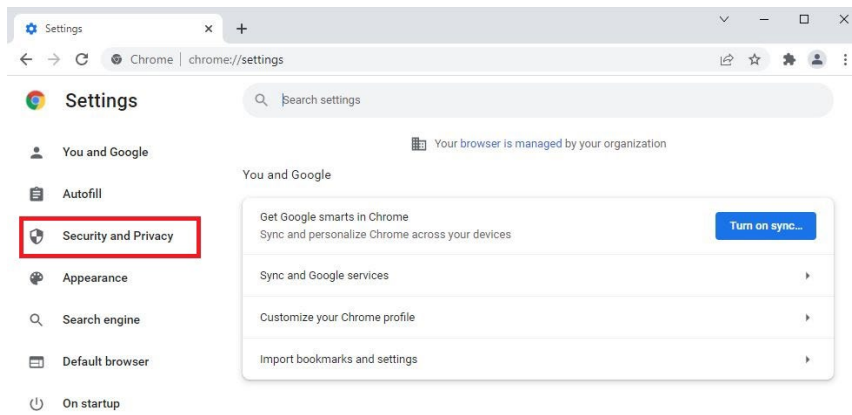 Settings
Chrome | chrome://settings
Settings
Search settings
You and Google
Autofill
Security and Privacy
Appearance
Search engine
Default browser
On startup
Your browser is managed by your organization
You and Google
Get Google smarts in Chrome
Sync and personalize Chrome across your devices
Turn on sync...
Sync and Google services
Customize your Chrome profile
Import bookmarks and settings